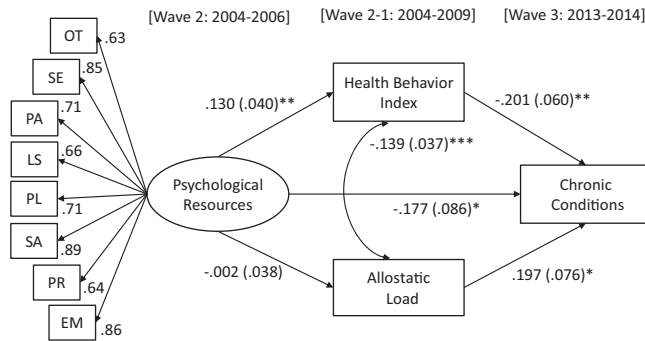 [Wave 2: 2004-2006]
[Wave 2-1: 2004-2009]
[Wave 3: 2013-2014]
OT
.63
SE
.85
PA
.71
LS
.66
PL
.71
SA
.89
PR
.64
EM
.86
Psychological
Resources
.130 (.040)**
Health Behavior
Index
-.201 (.060)**
-.139 (.037)***
-.177 (.086)*
Chronic
Conditions
-.002 (.038)
Allostatic
Load
.197 (.076)*